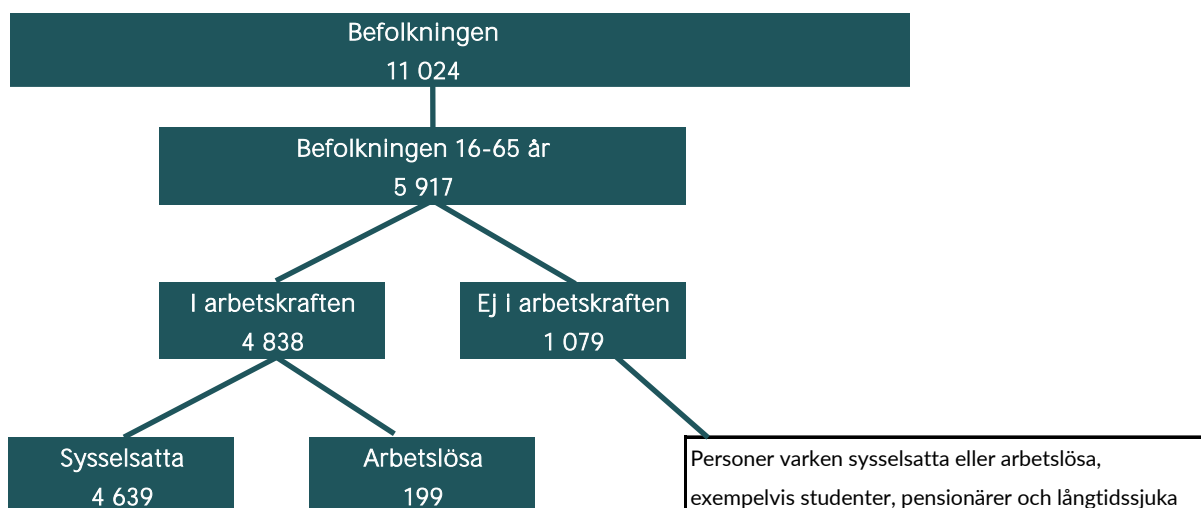 Befolkningen
11 024
Befolkningen 16-65 år
5 917
I arbetskraften
4 838
Ej i arbetskraften
1 079
Sysselsatta
4 639
Arbetslösa
199
Personer varken sysselsatta eller arbetslösa,
exempelvis studenter, pensionärer och långtidssjuka